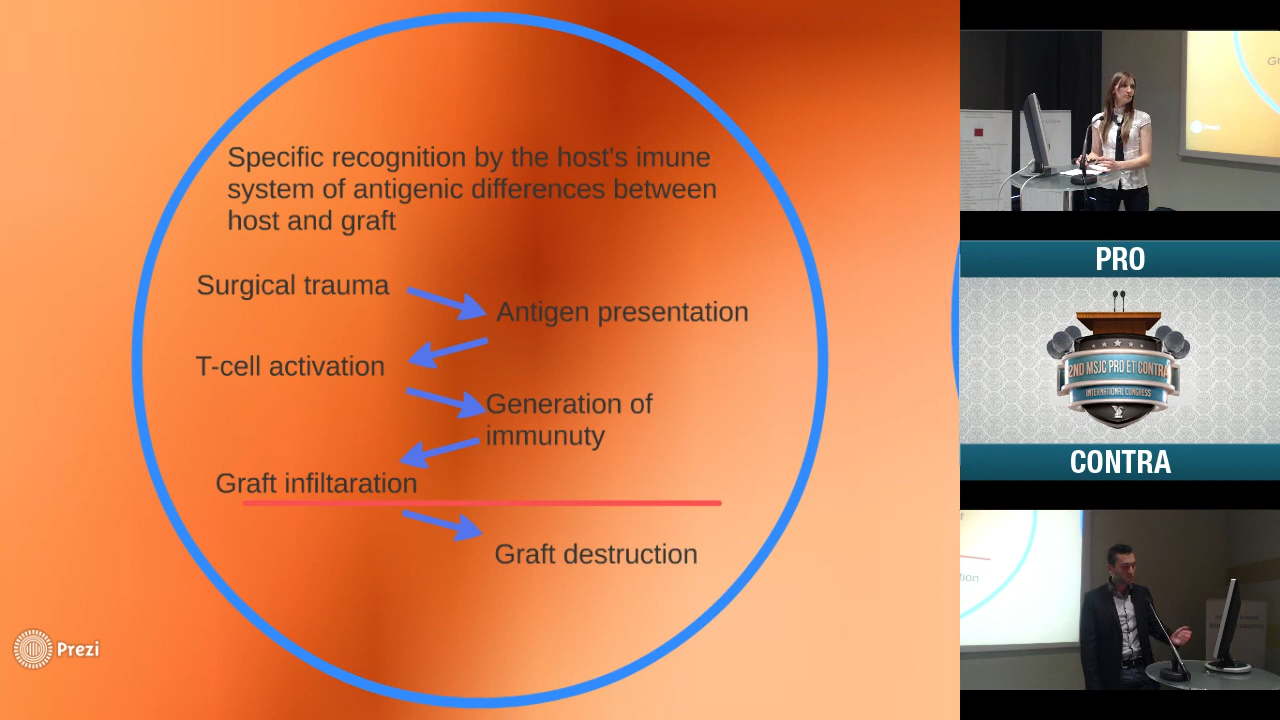 Specific recognition by the host's imune
system of antigenic differences between
host and graft
Surgical trauma
Antigen presentation
T-cell activation
Generation of
immunuty
Graft infiltaration
Graft destruction
Prezi
Prezi
PRO
2ND MSJC PRO ET CONTRA
INTERNATIONAL CONGRESS
CONTRA